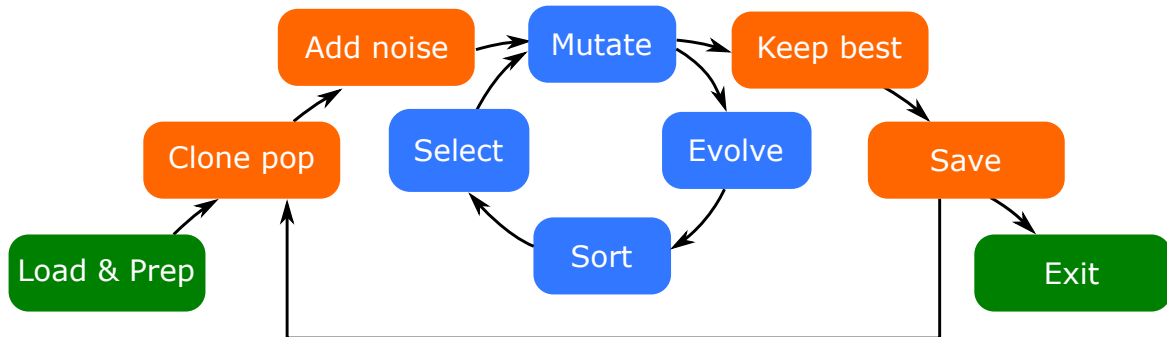 Add noise
Mutate
Keep best
Clone pop
Select
Evolve
Save
Load & Prep
Sort
Exit